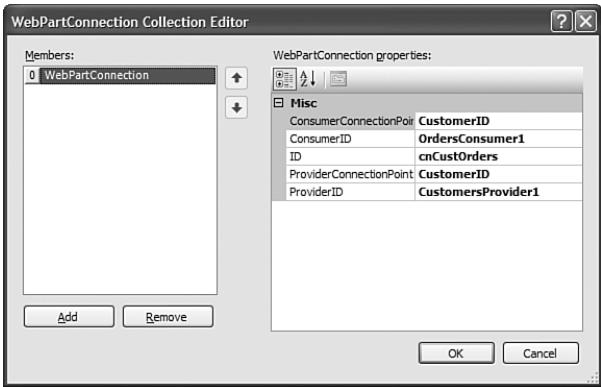 WebPartConnection Collection Editor
Members:
WebPartConnection properties:
0 WebPartConnection
Misc
ConsumerConnectionPoir CustomerID
ConsumerID OrdersConsumer1
ID cnCustOrders
ProviderConnectionPoint CustomerID
ProviderID CustomersProvider1
Add Remove
OK Cancel